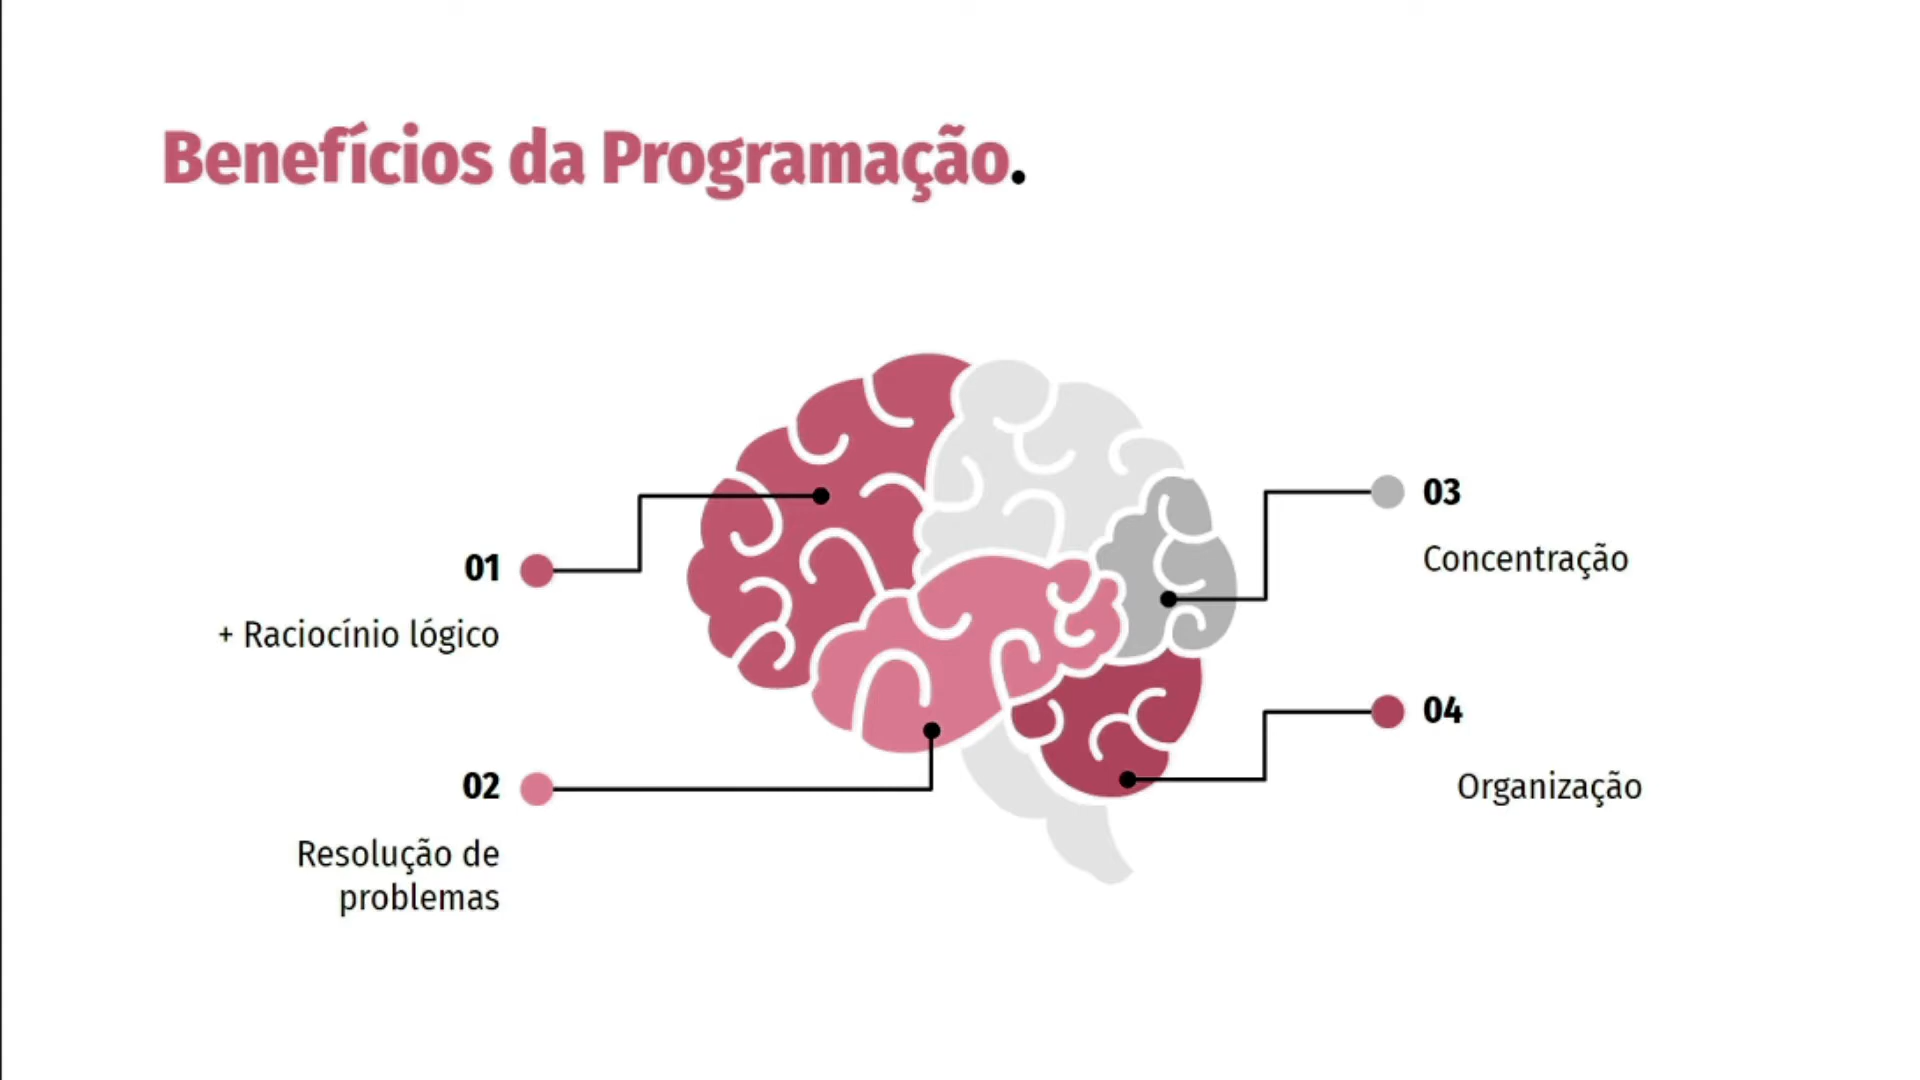 Benefícios da Programação.
01
+ Raciocínio lógico
02
Resolução de
problemas
03
Concentração
04
Organização